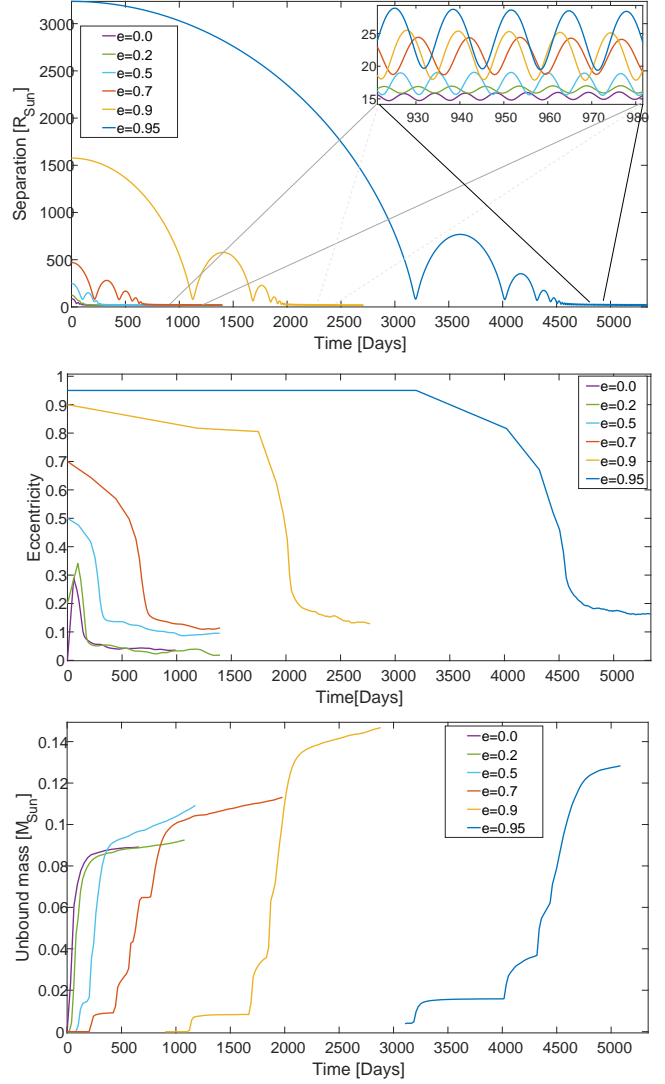 Separation [R_Sun]
3000
2500
2000
1500
1000
500
0
e=0.0
e=0.2
e=0.5
e=0.7
e=0.9
e=0.95
25
20
15
930 940 950 960 970 980
0 500 1000 1500 2000 2500 3000 3500 4000 4500 5000
Time [Days]
Eccentricity
1
0.9
0.8
0.7
0.6
0.5
0.4
0.3
0.2
0.1
0
e=0.0
e=0.2
e=0.5
e=0.7
e=0.9
e=0.95
0 500 1000 1500 2000 2500 3000 3500 4000 4500 5000
Time[Days]
Unbound mass [M_Sun]
0.14
0.12
0.1
0.08
0.06
0.04
0.02
0
e=0.0
e=0.2
e=0.5
e=0.7
e=0.9
e=0.95
0 500 1000 1500 2000 2500 3000 3500 4000 4500 5000
Time [Days]